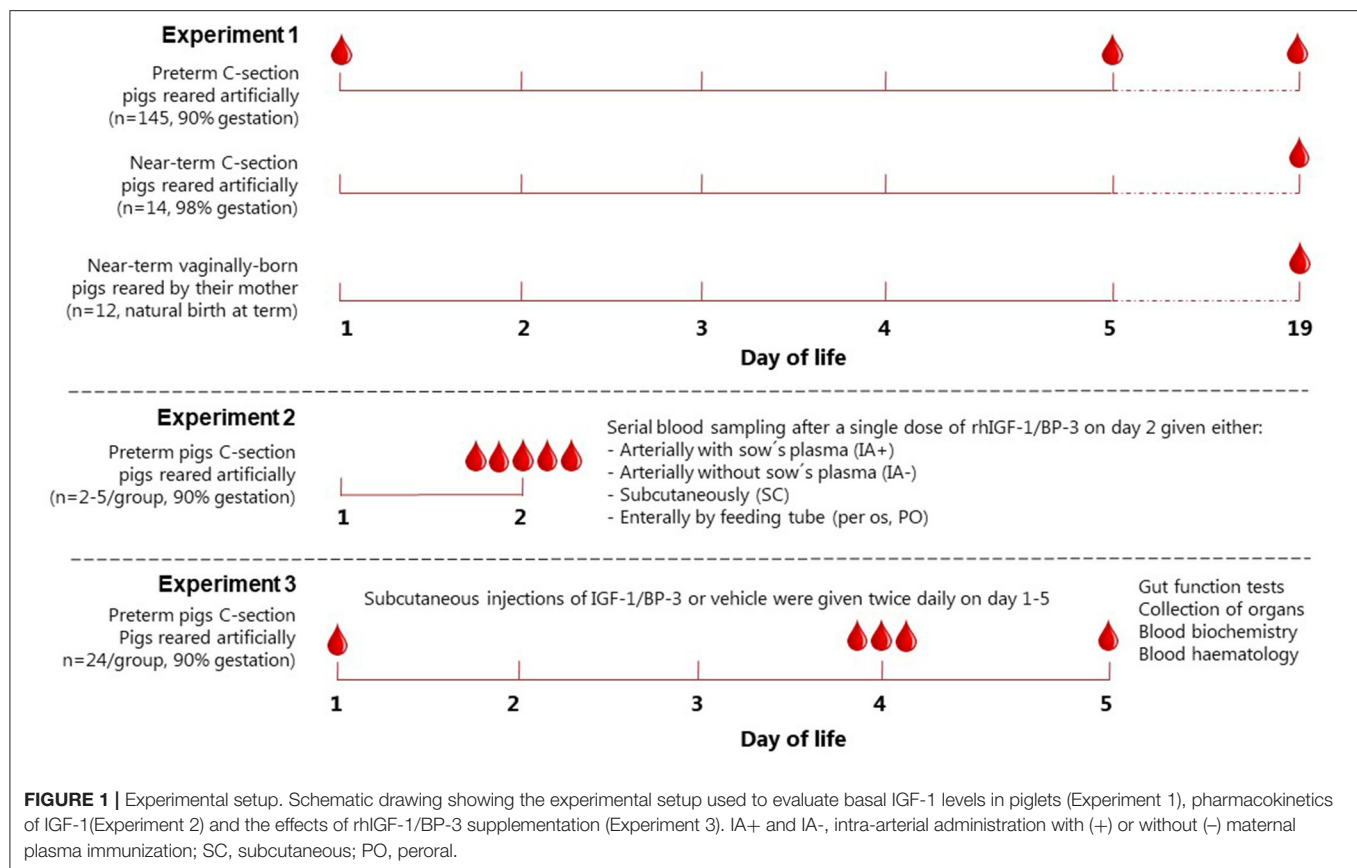 Experiment 1
Preterm C-section
pigs reared artificially
(n=145, 90% gestation)
Near-term C-section
pigs reared artificially
(n=14, 98% gestation)
Near-term vaginally-born
pigs reared by their mother
(n=12, natural birth at term)
1 2 3 4 5 19
Day of life
Experiment 2
Preterm pigs C-section
pigs reared artificially
(n=2-5/group, 90% gestation)
1 2
Serial blood sampling after a single dose of rhIGF-1/BP-3 on day 2 given either:
- Arterially with sow´s plasma (IA+)
- Arterially without sow´s plasma (IA-)
- Subcutaneously (SC)
- Enterally by feeding tube (per os, PO)
Experiment 3
Preterm pigs C-section
Pigs reared artificially
n=24/group, 90% gestation)
Subcutaneous injections of IGF-1/BP-3 or vehicle were given twice daily on day 1-5
Gut function tests
Collection of organs
Blood biochemistry
Blood haematology
1 2 3 4 5
Day of life
FIGURE 1 | Experimental setup. Schematic drawing showing the experimental setup used to evaluate basal IGF-1 levels in piglets (Experiment 1), pharmacokinetics
of IGF-1(Experiment 2) and the effects of rhIGF-1/BP-3 supplementation (Experiment 3). IA+ and IA-, intra-arterial administration with (+) or without (–) maternal
plasma immunization; SC, subcutaneous; PO, peroral.